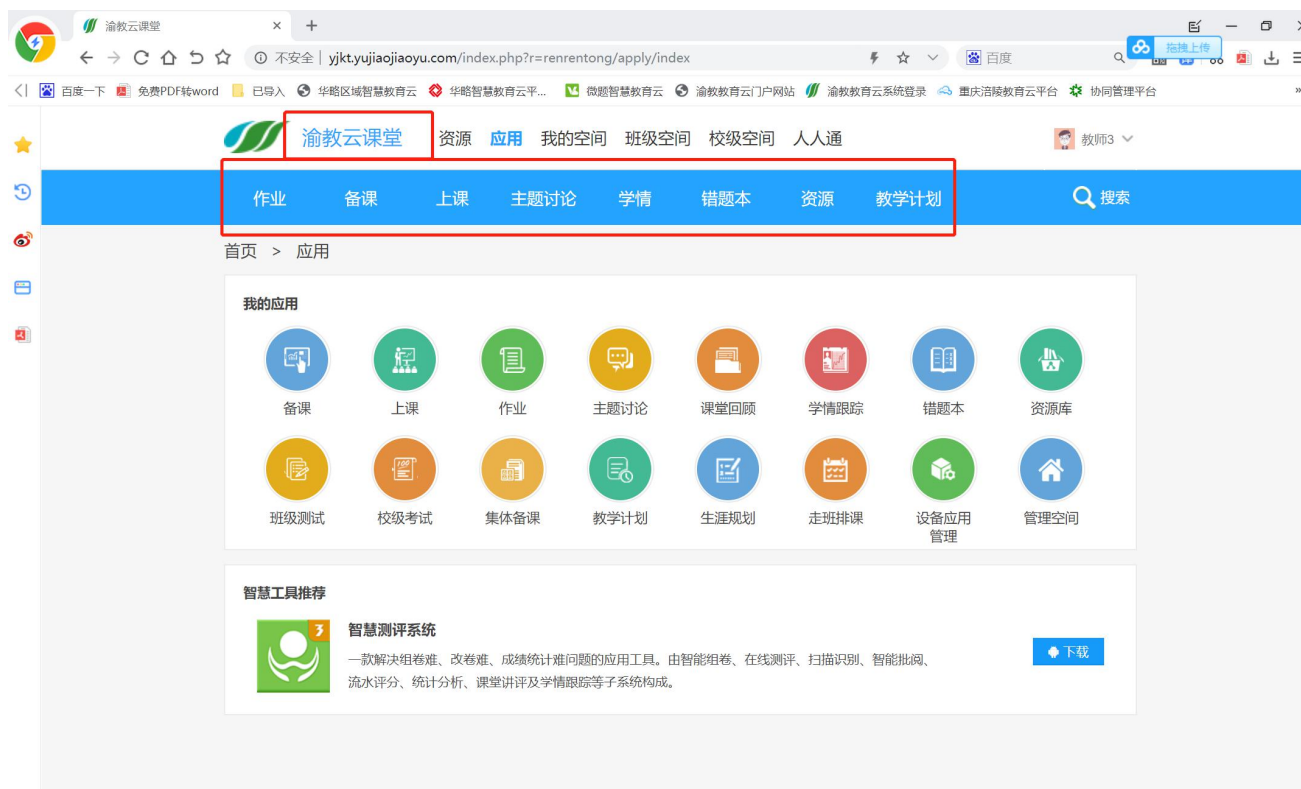 渝教云课堂
不安全 | yjkt.yujiaojiaoyu.com/index.php?r=renrentong/apply/index
百度
拖拽上传
百度一下 免费PDF转word 已导入 华略区域智慧教育云 华略智慧教育云平... 微题智慧教育云 渝教教育云门户网站 渝教教育云系统登录 重庆涪陵教育云平台 协同管理平台
渝教云课堂 资源 应用 我的空间 班级空间 校级空间 人人通 教师3
作业 备课 上课 主题讨论 学情 错题本 资源 教学计划 搜索
首页 > 应用
我的应用
备课 上课 作业 主题讨论 课堂回顾 学情跟踪 错题本 资源库
班级测试 校级考试 集体备课 教学计划 生涯规划 走班排课 设备应用管理 管理空间
智慧工具推荐
3
智慧测评系统
一款解决组卷难、改卷难、成绩统计难问题的应用工具。由智能组卷、在线测评、扫描识别、智能批阅、
流水评分、统计分析、课堂讲评及学情跟踪等子系统构成。
下载